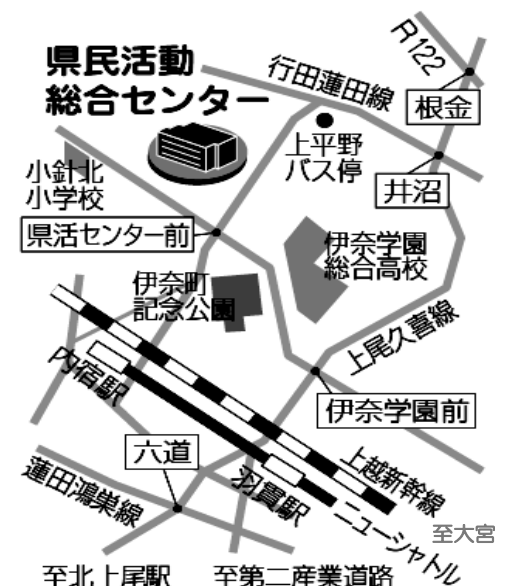 県民活動
総合センター
R122
行田蓮田線
根金
上平野
バス停
小針北
小学校
井沼
県活センター前
伊奈学園
総合高校
伊奈町
記念公園
上尾久喜線
内宿駅
伊奈学園前
六道
羽貫駅
上越新幹線
蓮田鴻巣線
ニューシャトル
至大宮
至北上尾駅
至第二産業道路